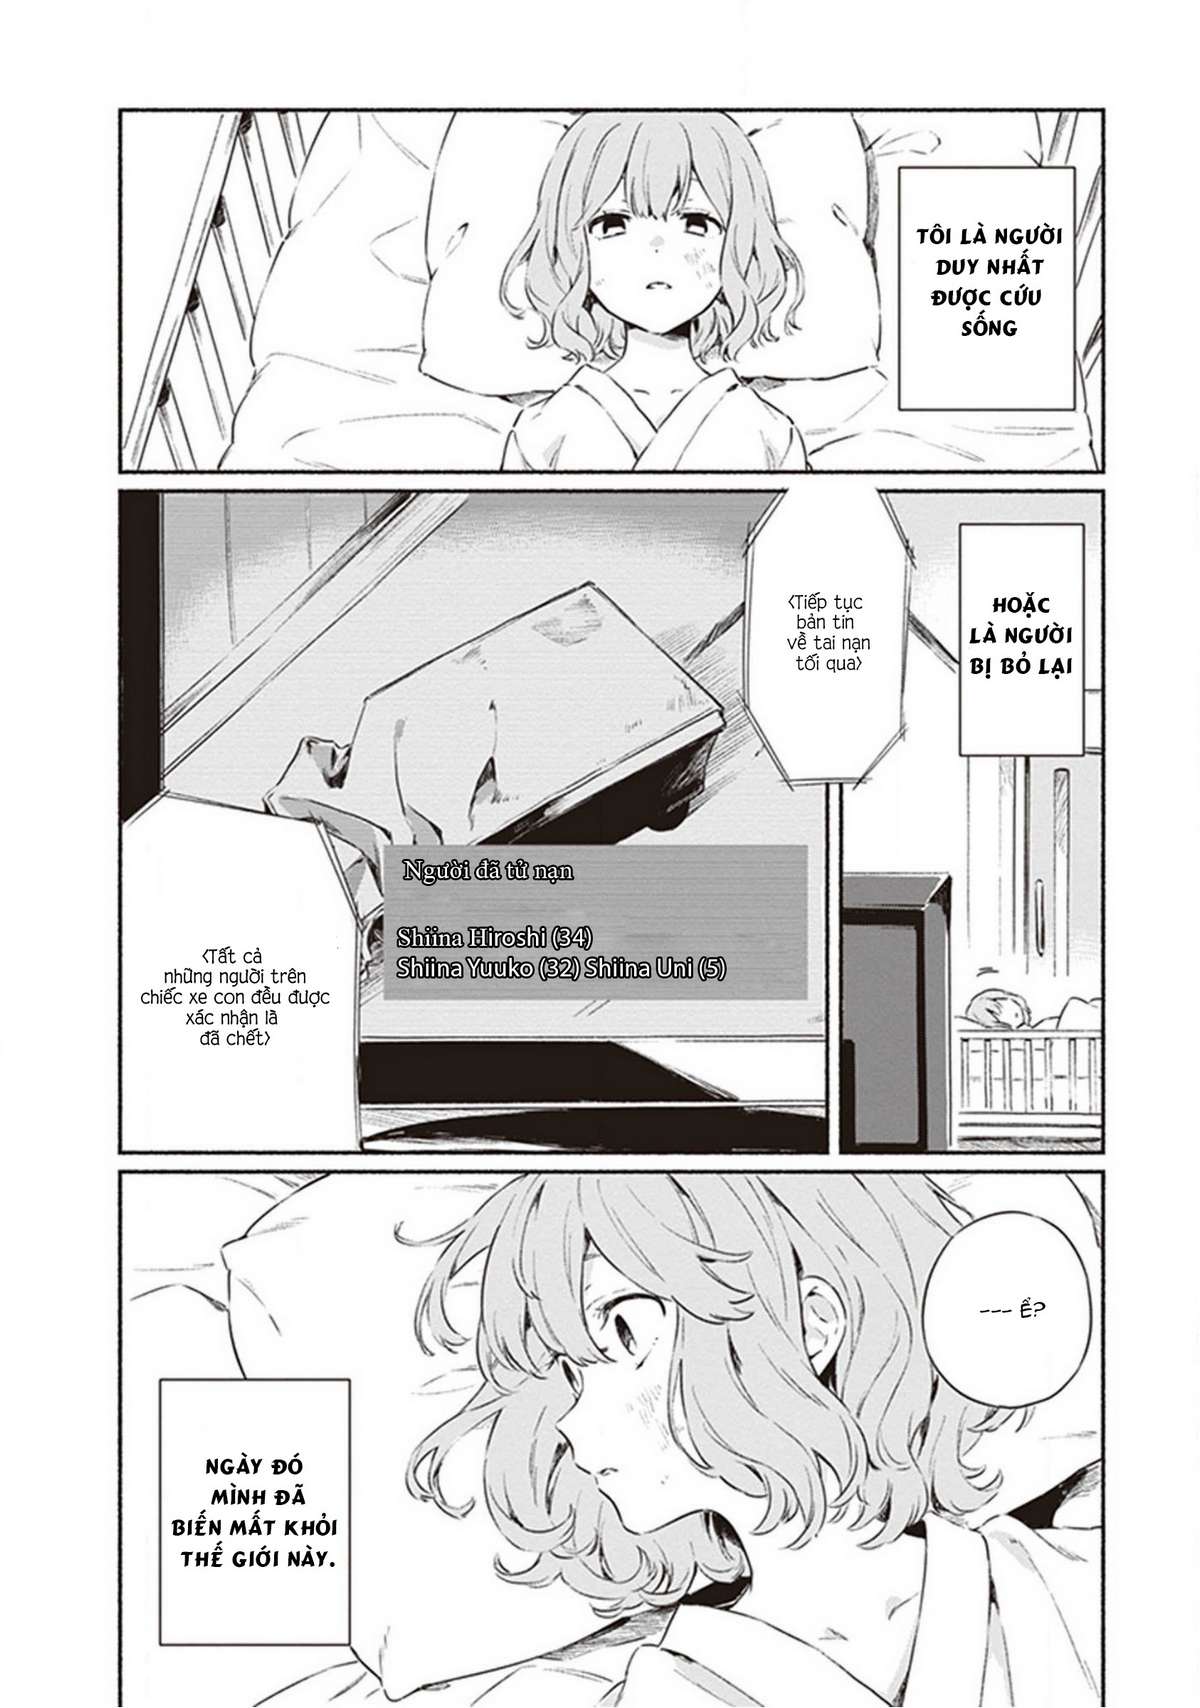 TÔI LÀ NGƯỜI
DUY NHẤT
ĐƯỢC CỨU
SỐNG
HOẶC
LÀ NGƯỜI
BỊ BỎ LẠI
<Tiếp tục
bản tin
về tai nạn
tối qua>
Người đã tử nạn
Shiina Hiroshi (34)
Shiina Yuuko (32) Shiina Uni (5)
<Tất cả
những người trên
chiếc xe con đều được
xác nhận là
đã chết>
--- Ể?
NGÀY ĐÓ
MÌNH ĐÃ
BIẾN MẤT KHỎI
THẾ GIỚI NÀY.